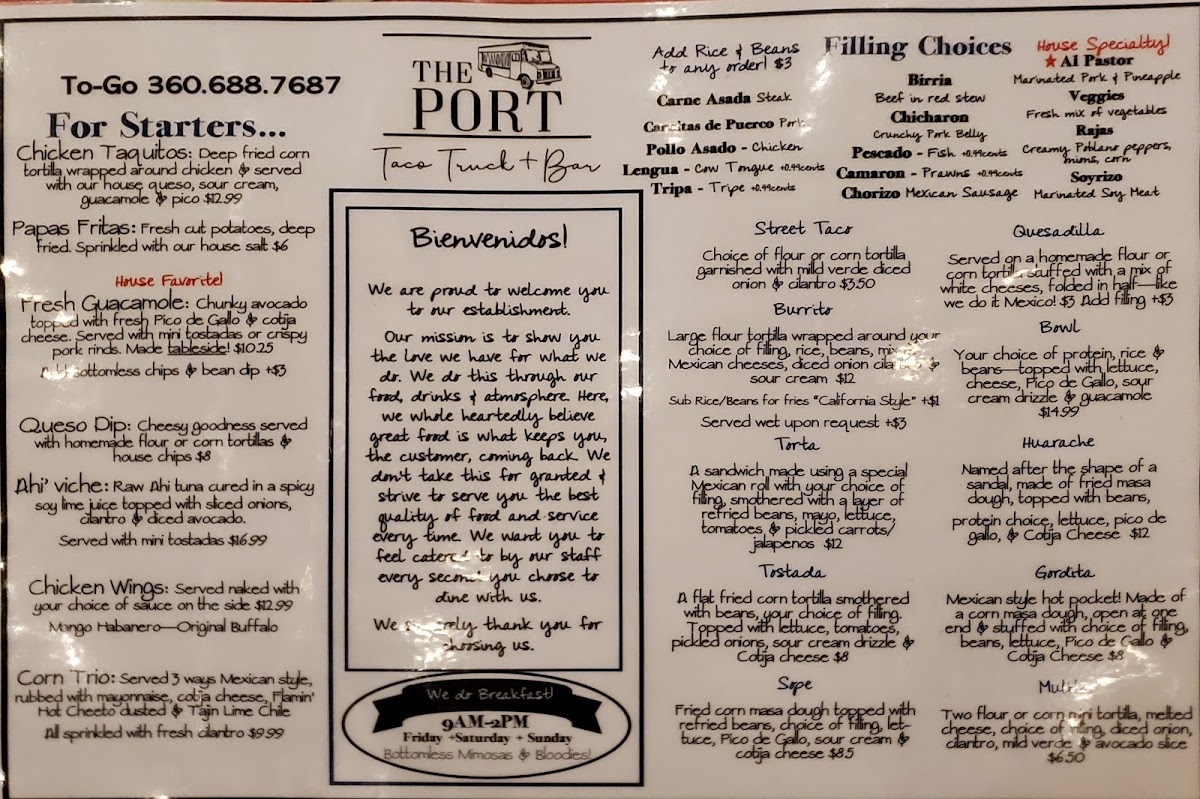 To-Go 360.688.7687
For Starters...
Chicken Taquitos: Deep fried corn
tortilla wrapped around chicken & served
with our house queso, sour cream,
guacamole & pico $12.99
Papas Fritas: Fresh cut potatoes, deep
fried. Sprinkled with our house salt $6
House Favorite!
Fresh Guacamole: Chunky avocado
topped with fresh Pico de Gallo & cotija
cheese. Served with mini tostadas or crispy
pork rinds. Made tableside! $10.25
Add bottomless chips & bean dip +$3
Queso Dip: Cheesy goodness served
with homemade flour or corn tortillas &
house chips $8
Ahi' viche: Raw Ahi tuna cured in a spicy
soy lime juice topped with sliced onions,
cilantro & diced avocado.
Served with mini tostadas $16.99
Chicken Wings: Served naked with
your choice of sauce on the side $12.99
Mango Habanero—Original Buffalo
Corn Trio: Served 3 ways Mexican style,
rubbed with mayonnaise, cotija cheese, Flamin'
Hot Cheeto dusted & Tajin Lime Chile
All sprinkled with fresh cilantro $9.99
THE
PORT
Taco Truck + Bar
Bienvenidos!
We are proud to welcome you
to our establishment.
Our mission is to show you
the love we have for what we
do. We do this through our
food, drinks & atmosphere. Here,
we whole heartedly believe
great food is what keeps you,
the customer, coming back. We
don't take this for granted &
strive to serve you the best
quality of food and service
every time. We want you to
feel catered to by our staff
every second you choose to
dine with us.
We sincerely thank you for
choosing us.
We do Breakfast!
9AM-2PM
Friday +Saturday + Sunday
Bottomless Mimosas & Bloodies!
Add Rice & Beans
to any order! $3
Carne Asada Steak
Carnitas de Puerco Pork
Pollo Asado - Chicken
Lengua - Cow Tongue +0.49cents
Tripa - Tripe +0.49cents
Filling Choices
Birria
Beef in red stew
Chicharon
Crunchy Pork Belly
Pescado - Fish +0.49cents
Camaron - Prawns +0.49cents
Chorizo Mexican Sausage
House Specialty!
★ Al Pastor
Marinated Pork & Pineapple
Veggies
Fresh mix of vegetables
Rajas
Creamy Poblano peppers,
corn
Soyrizo
Marinated Soy Meat
Street Taco
Choice of flour or corn tortilla
garnished with mild verde diced
onion & cilantro $3.50
Burrito
Large flour tortilla wrapped around your
choice of filling, rice, beans, mix of
Mexican cheeses, diced onion cilantro &
sour cream $12
Sub Rice/Beans for fries "California Style" +$1
Served wet upon request +$3
Torta
A sandwich made using a special
Mexican roll with your choice of
filling, smothered with a layer of
refried beans, mayo, lettuce,
tomatoes & pickled carrots/
jalapenos $12
Tostada
A flat fried corn tortilla smothered
with beans, your choice of filling.
Topped with lettuce, tomatoes,
pickled onions, sour cream drizzle &
Cotija cheese $8
Sope
Fried corn masa dough topped with
refried beans, choice of filling, let-
tuce, Pico de Gallo, sour cream &
cotija cheese $8.5
Quesadilla
Served on a homemade flour or
corn tortilla stuffed with a mix of
white cheeses, folded in half—like
we do it Mexico! $3 Add filling +$3
Bowl
Your choice of protein, rice &
beans—topped with lettuce,
cheese, Pico de Gallo, sour
cream drizzle & guacamole
$14.99
Huarache
Named after the shape of a
sandal, made of fried masa
dough, topped with beans,
protein choice, lettuce, pico de
gallo, & Cotija Cheese $12
Gordita
Mexican style hot pocket! Made of
a corn masa dough, open at one
end & stuffed with choice of filling,
beans, lettuce, Pico de Gallo &
Cotija Cheese $8
Two flour or corn mini tortilla, melted
cheese, choice of filling, diced onion,
cilantro, mild verde & avocado slice
$6.50